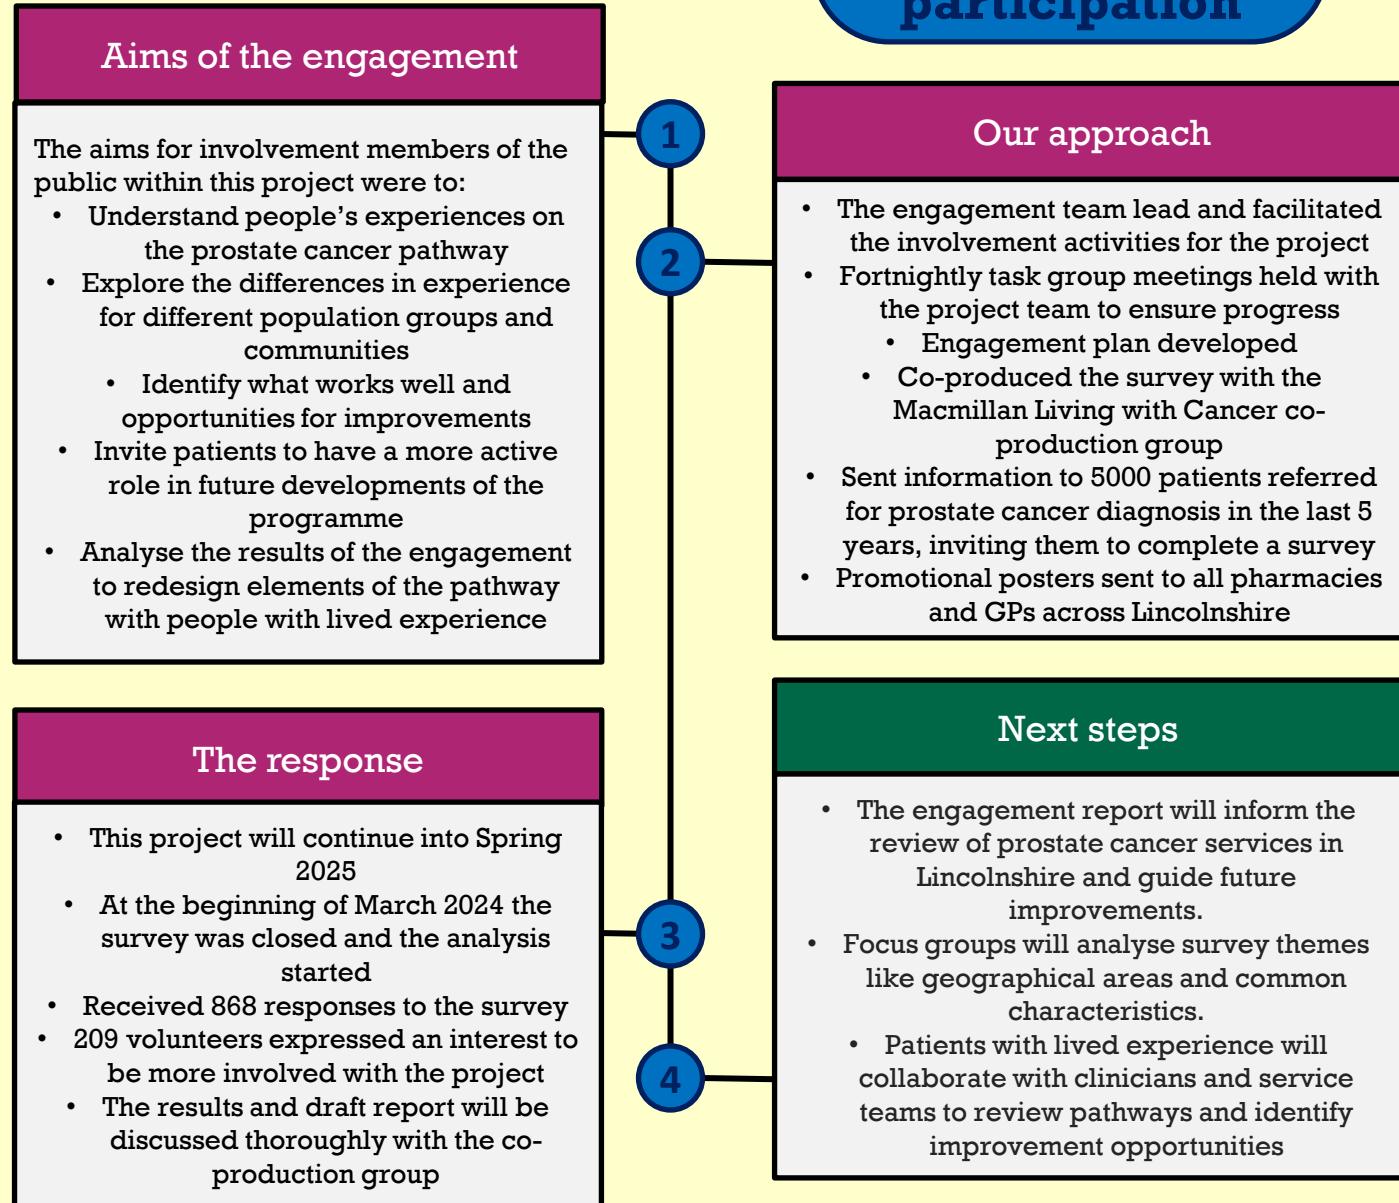 participation
Aims of the engagement
The aims for involvement members of the
public within this project were to:
• Understand people’s experiences on
the prostate cancer pathway
• Explore the differences in experience
for different population groups and
communities
• Identify what works well and
opportunities for improvements
• Invite patients to have a more active
role in future developments of the
programme
• Analyse the results of the engagement
to redesign elements of the pathway
with people with lived experience
1
Our approach
• The engagement team lead and facilitated
the involvement activities for the project
• Fortnightly task group meetings held with
the project team to ensure progress
• Engagement plan developed
• Co-produced the survey with the
Macmillan Living with Cancer co-
production group
• Sent information to 5000 patients referred
for prostate cancer diagnosis in the last 5
years, inviting them to complete a survey
• Promotional posters sent to all pharmacies
and GPs across Lincolnshire
2
The response
• This project will continue into Spring
2025
• At the beginning of March 2024 the
survey was closed and the analysis
started
• Received 868 responses to the survey
• 209 volunteers expressed an interest to
be more involved with the project
• The results and draft report will be
discussed thoroughly with the co-
production group
3
Next steps
• The engagement report will inform the
review of prostate cancer services in
Lincolnshire and guide future
improvements.
• Focus groups will analyse survey themes
like geographical areas and common
characteristics.
• Patients with lived experience will
collaborate with clinicians and service
teams to review pathways and identify
improvement opportunities
4